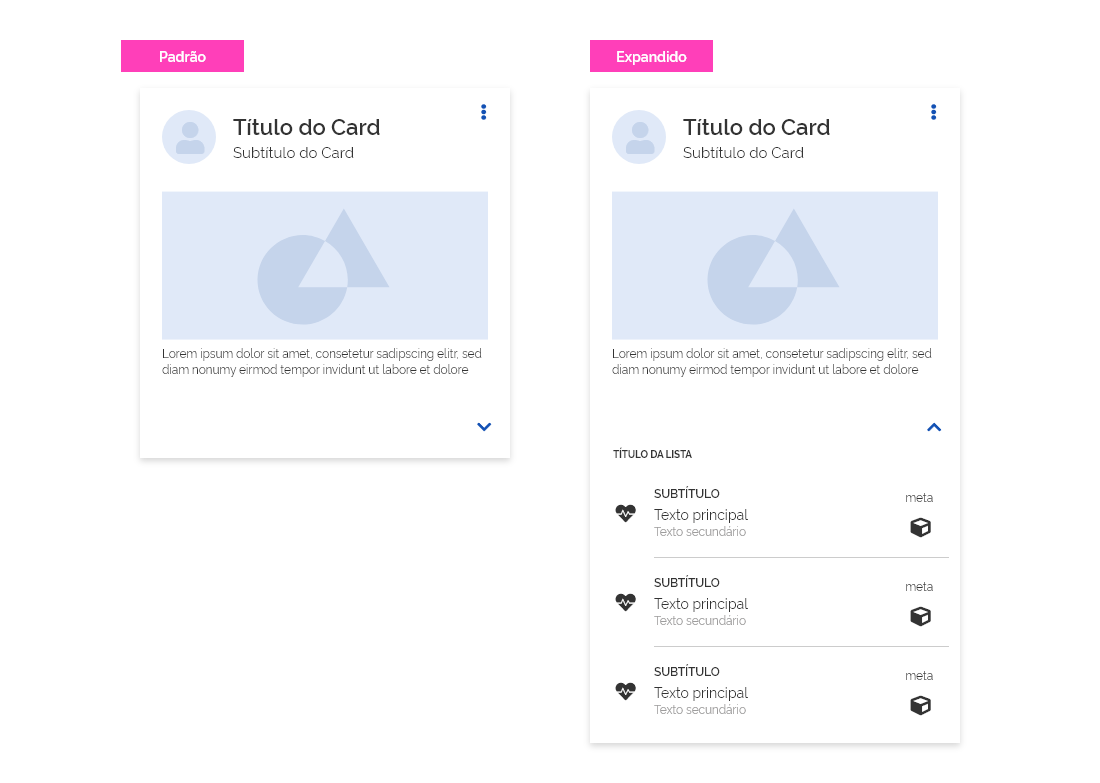 Padrão
Título do Card
Subtítulo do Card
Lorem ipsum dolor sit amet, consetetur sadipscing elitr, sed
diam nonumy eirmod tempor invidunt ut labore et dolore
Expandido
Título do Card
Subtítulo do Card
Lorem ipsum dolor sit amet, consetetur sadipscing elitr, sed
diam nonumy eirmod tempor invidunt ut labore et dolore
TÍTULO DA LISTA
SUBTÍTULO
meta
Texto principal
Texto secundário
SUBTÍTULO
meta
Texto principal
Texto secundário
SUBTÍTULO
meta
Texto principal
Texto secundário